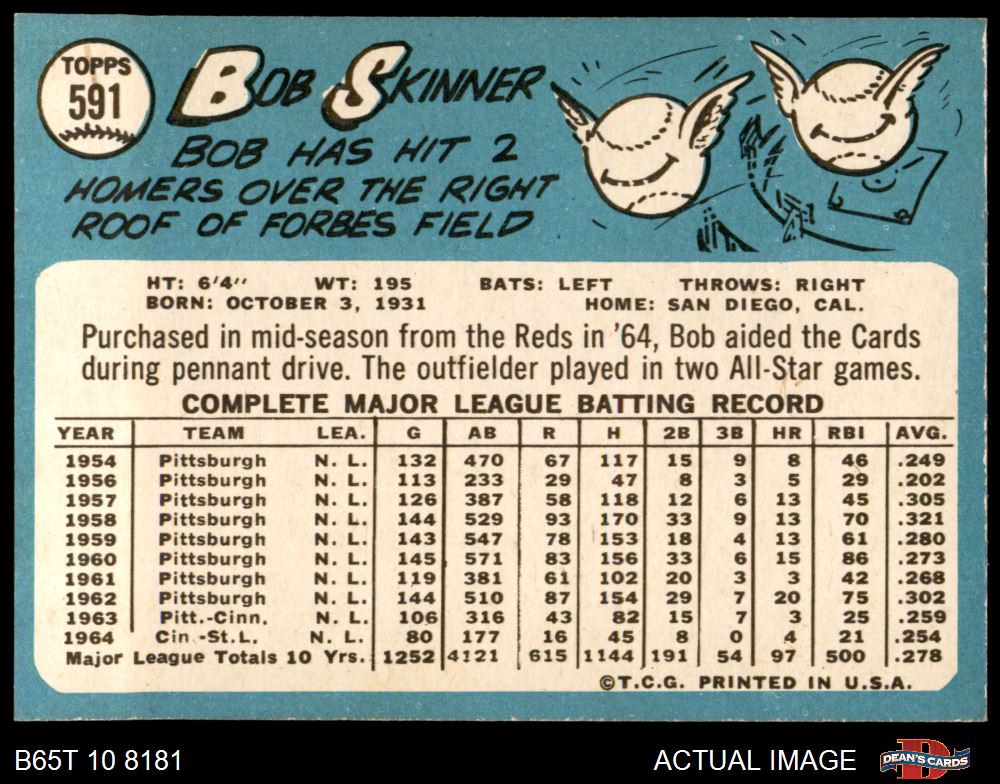 TOPPS
591
BOB SKINNER
BOB HAS HIT 2
HOMERS OVER THE RIGHT
ROOF OF FORBES FIELD
HT: 6'4" WT: 195 BATS: LEFT THROWS: RIGHT
BORN: OCTOBER 3, 1931 HOME: SAN DIEGO, CAL.
Purchased in mid-season from the Reds in '64, Bob aided the Cards
during pennant drive. The outfielder played in two All-Star games.
COMPLETE MAJOR LEAGUE BATTING RECORD
YEAR TEAM LEA. G AB R H 2B 3B HR RBI AVG.
1954 Pittsburgh N. L. 132 470 67 117 15 9 8 46 .249
1956 Pittsburgh N. L. 113 233 29 47 8 3 5 29 .202
1957 Pittsburgh N. L. 126 387 58 118 12 6 13 45 .305
1958 Pittsburgh N. L. 144 529 93 170 33 9 13 70 .321
1959 Pittsburgh N. L. 143 547 78 153 18 4 13 61 .280
1960 Pittsburgh N. L. 145 571 83 156 33 6 15 86 .273
1961 Pittsburgh N. L. 119 381 61 102 20 3 3 42 .268
1962 Pittsburgh N. L. 144 510 87 154 29 7 20 75 .302
1963 Pitt.-Cinn. N. L. 106 316 43 82 15 7 3 25 .259
1964 Cin.-St.L. N. L. 80 177 16 45 8 0 4 21 .254
Major League Totals 10 Yrs. 1252 4121 615 1144 191 54 97 500 .278
©T.C.G. PRINTED IN U.S.A.
B65T 10 8181 ACTUAL IMAGE DEAN'S CARDS